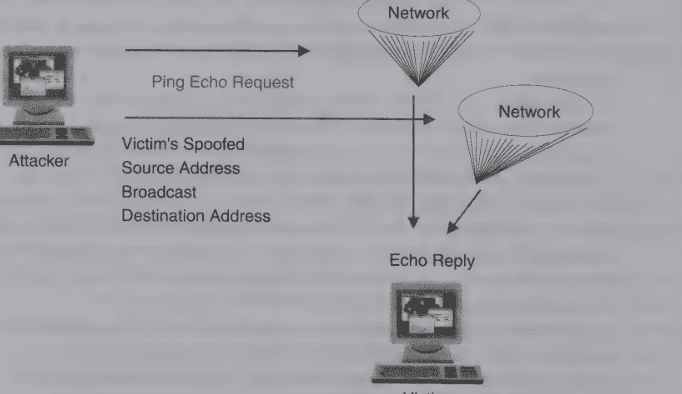 Network
Ping Echo Request
Network
Attacker
Victim's Spoofed
Source Address
Broadcast
Destination Address
Echo Reply